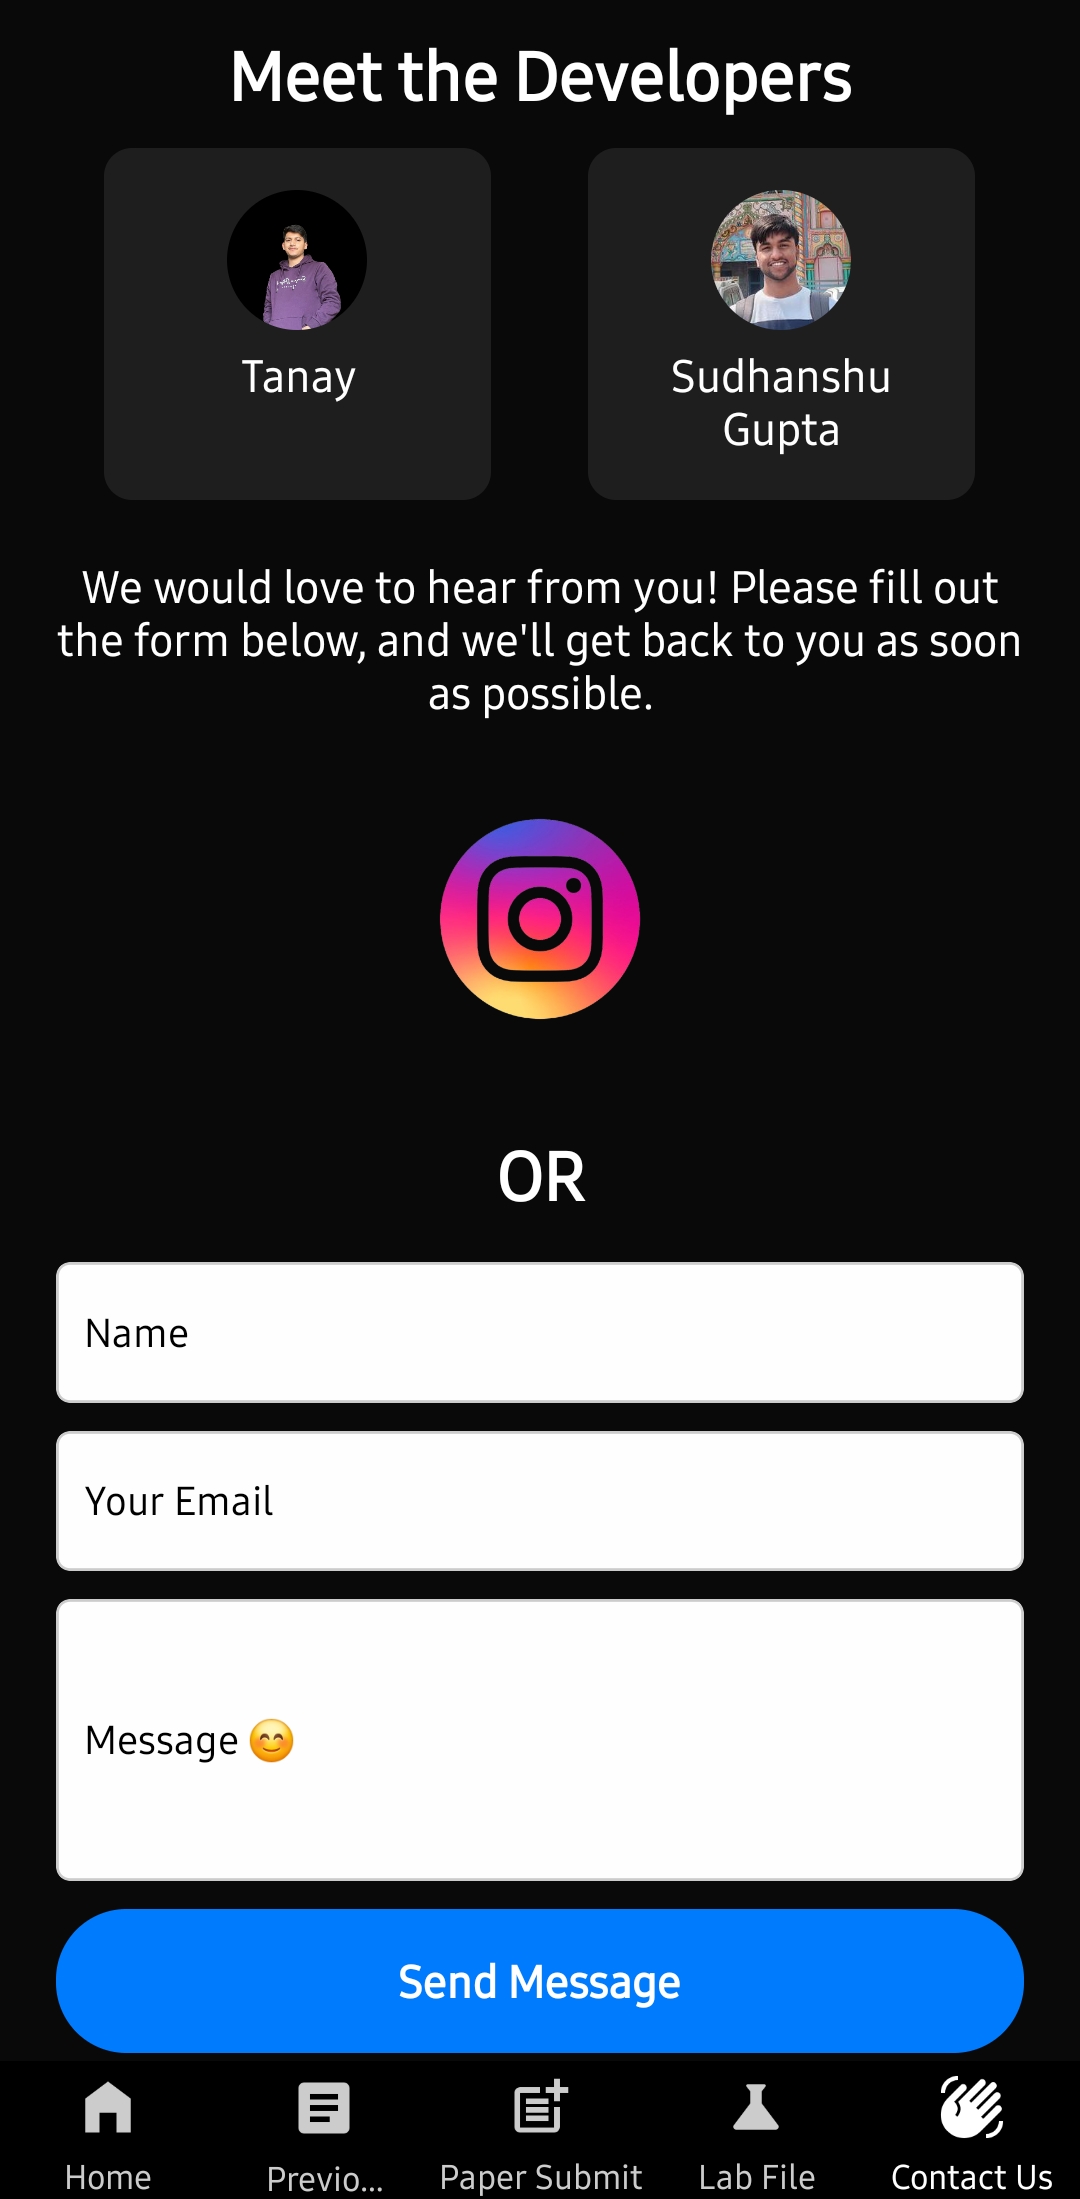 Meet the Developers
Tanay
Sudhanshu
Gupta
We would love to hear from you! Please fill out
the form below, and we'll get back to you as soon
as possible.
OR
Name
Your Email
Message 😊
Send Message
Home
Previo...
Paper Submit
Lab File
Contact Us